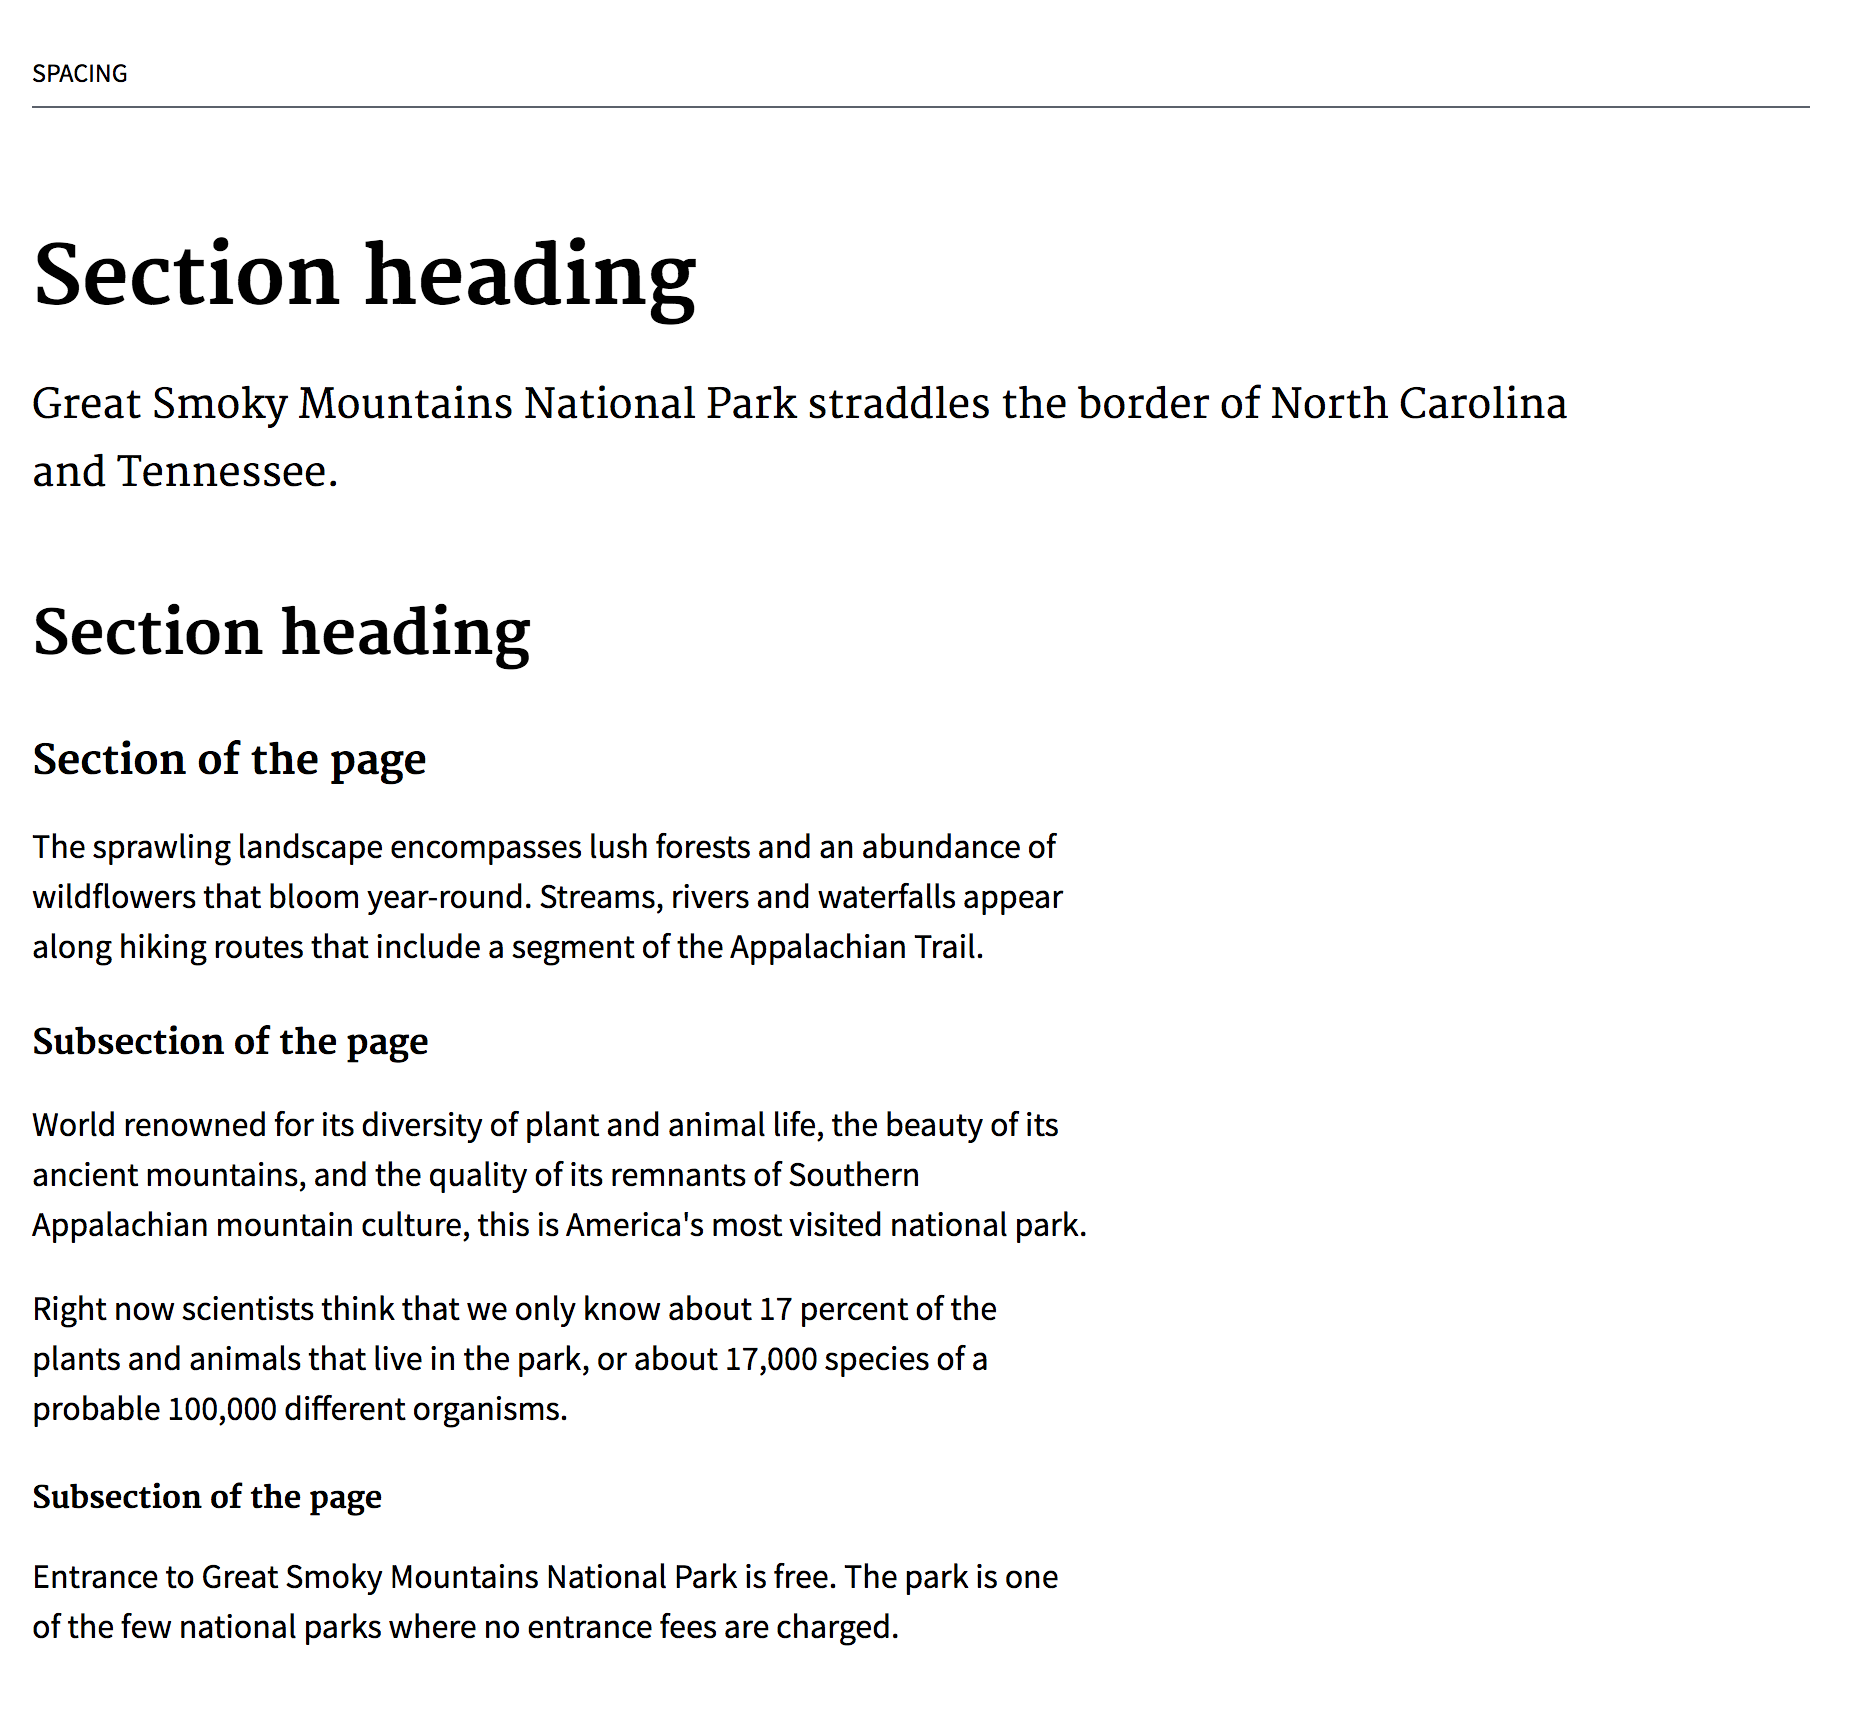 SPACING
Section heading
Great Smoky Mountains National Park straddles the border of North Carolina
and Tennessee.
Section heading
Section of the page
The sprawling landscape encompasses lush forests and an abundance of
wildflowers that bloom year-round. Streams, rivers and waterfalls appear
along hiking routes that include a segment of the Appalachian Trail.
Subsection of the page
World renowned for its diversity of plant and animal life, the beauty of its
ancient mountains, and the quality of its remnants of Southern
Appalachian mountain culture, this is America's most visited national park.
Right now scientists think that we only know about 17 percent of the
plants and animals that live in the park, or about 17,000 species of a
probable 100,000 different organisms.
Subsection of the page
Entrance to Great Smoky Mountains National Park is free. The park is one
of the few national parks where no entrance fees are charged.